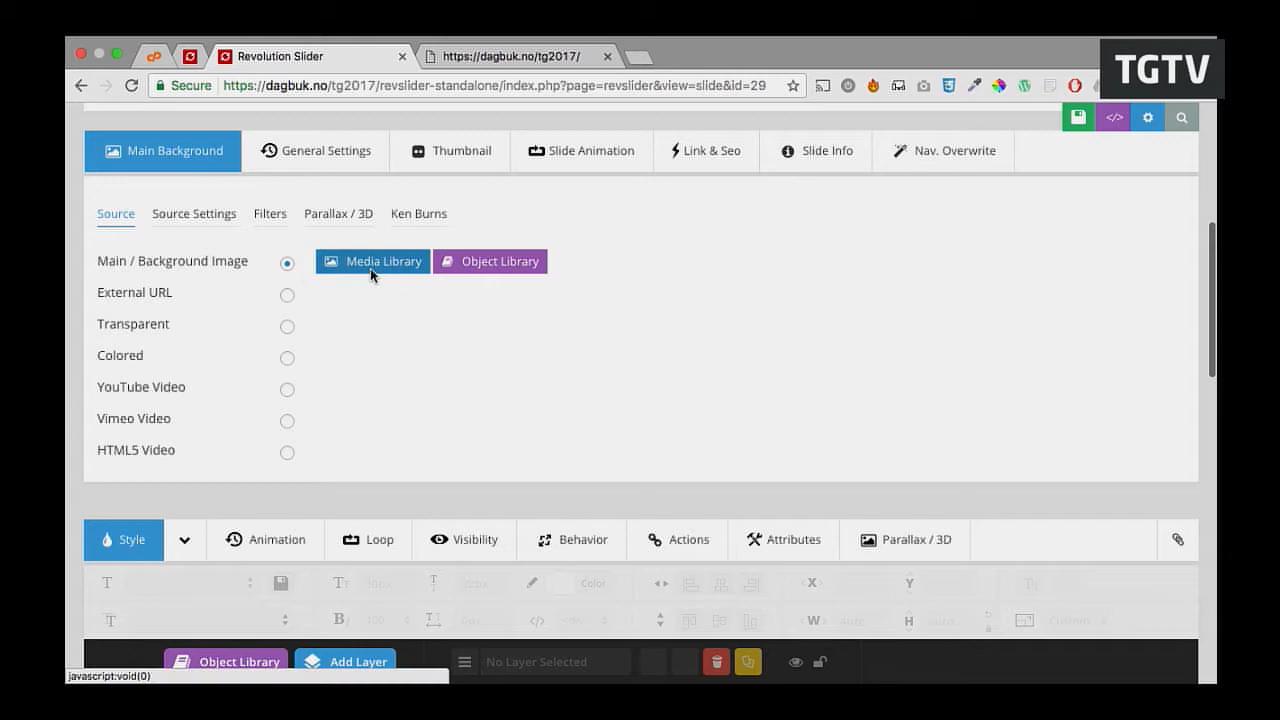 TGTV
Revolution Slider
https://dagbuk.no/tg2017/
Secure https://dagbuk.no/tg2017/revslider-standalone/index.php?page=revslider&view=slide&id=29
Main Background General Settings Thumbnail Slide Animation Link & Seo Slide Info Nav. Overwrite
Source Source Settings Filters Parallax / 3D Ken Burns
Main / Background Image Media Library Object Library
External URL
Transparent
Colored
YouTube Video
Vimeo Video
HTML5 Video
Style Animation Loop Visibility Behavior Actions Attributes Parallax / 3D
Color X Y
100 0px W Auto H Custom
Object Library Add Layer No Layer Selected
javascript:void(0)